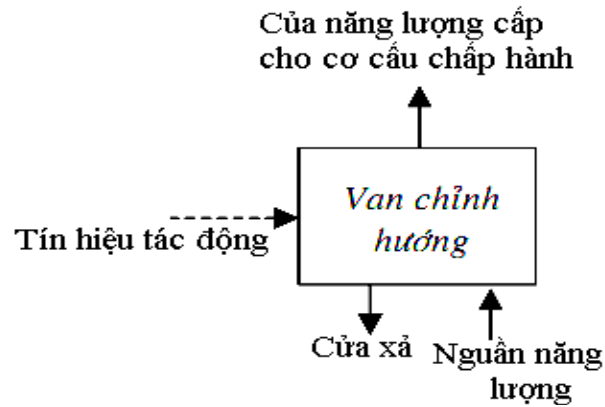 Của năng lượng cấp
cho cơ cấu chấp hành
Van chỉnh
hướng
Tín hiệu tác động
Cửa xả
Nguần năng
lượng